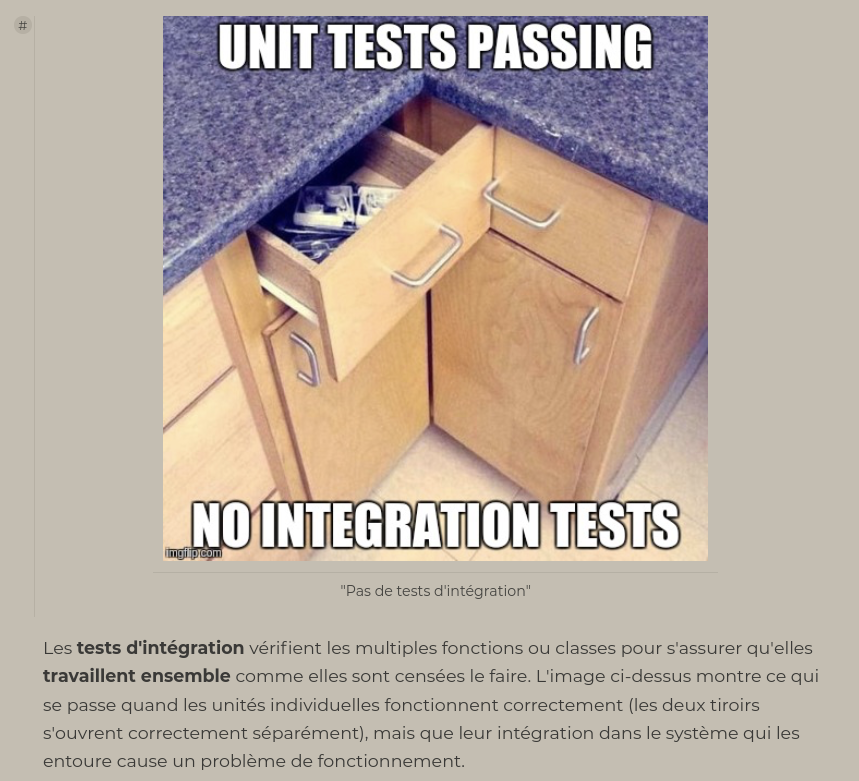 #
UNIT TESTS PASSING
NO INTEGRATION TESTS
imgflip.com
"Pas de tests d'intégration"
Les tests d'intégration vérifient les multiples fonctions ou classes pour s'assurer qu'elles
travaillent ensemble comme elles sont censées le faire. L'image ci-dessus montre ce qui
se passe quand les unités individuelles fonctionnent correctement (les deux tiroirs
s'ouvrent correctement séparément), mais que leur intégration dans le système qui les
entoure cause un problème de fonctionnement.